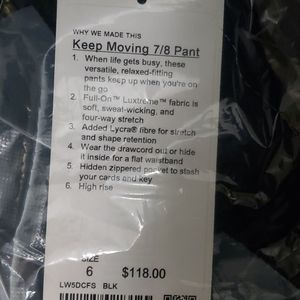 WHY WE MADE THIS
Keep Moving 7/8 Pant
1. When life gets busy, these
versatile, relaxed-fitting
pants keep up when you're on
the go
2. Full-On™ Luxtreme™ fabric is
soft, sweat-wicking, and
four-way stretch
3. Added Lycra® fibre for stretch
and shape retention
4. Wear the drawcord out or hide
it inside for a flat waistband
5. Hidden zippered pocket to stash
your cards and key
6. High rise
SIZE
6 $118.00
LW5DCFS BLK